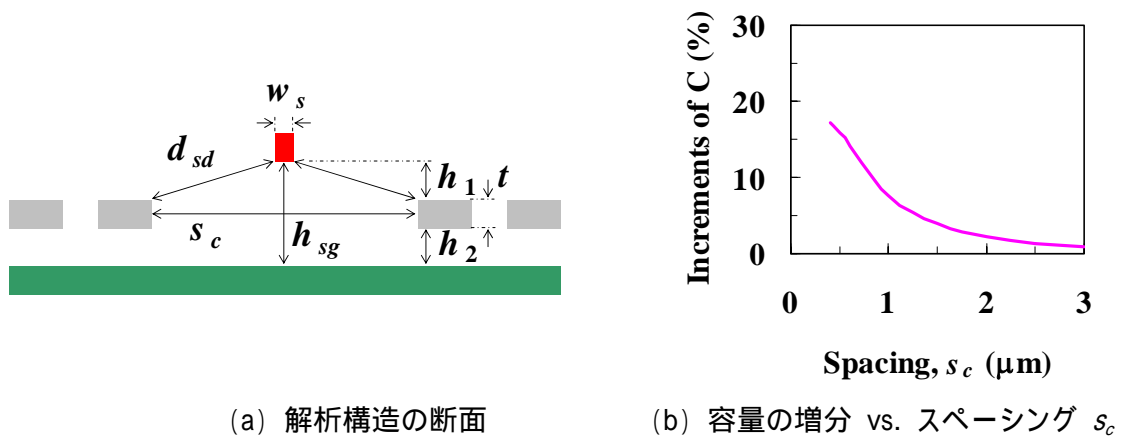 w s
d sd
h 1
t
s c
h sg
h 2
Increments of C (%)
30
20
10
0
0 1 2 3
Spacing, s c (μm)
(a) 解析構造の断面
(b) 容量の増分 vs. スペーシング sc